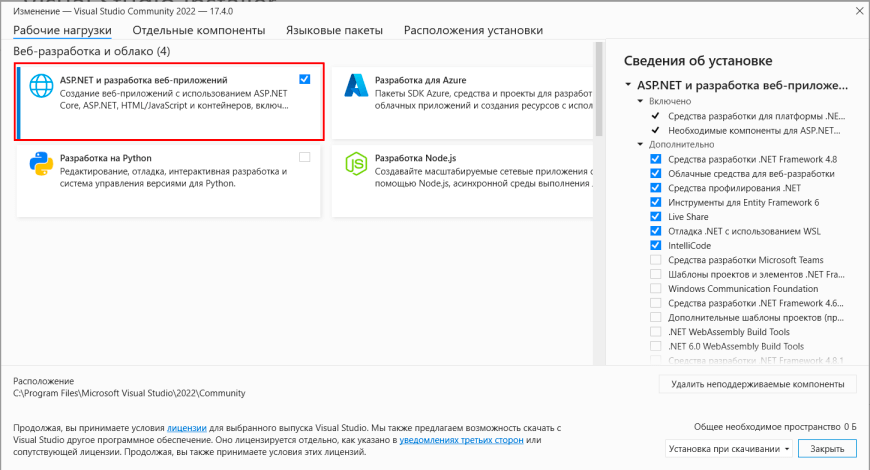 Изменение — Visual Studio Community 2022 — 17.4.0
Рабочие нагрузки
Отдельные компоненты
Языковые пакеты
Расположения установки
Веб-разработка и облако (4)
ASP.NET и разработка веб-приложений
Создание веб-приложений с использованием ASP.NET
Core, ASP.NET, HTML/JavaScript и контейнеров, включ...
Разработка для Azure
Пакеты SDK Azure, средства и проекты для разработ
облачных приложений и создания ресурсов с испол
Разработка на Python
Редактирование, отладка, интерактивная разработка и
система управления версиями для Python.
Разработка Node.js
Создавайте масштабируемые сетевые приложения с
помощью Node.js, асинхронной среды выполнения .
Сведения об установке
ASP.NET и разработка веб-приложе...
Включено
Средства разработки для платформы .NE...
Необходимые компоненты для ASP.NET...
Дополнительно
Средства разработки .NET Framework 4.8
Облачные средства для веб-разработки
Средства профилирования .NET
Инструменты для Entity Framework 6
Live Share
Отладка .NET с использованием WSL
IntelliCode
Средства разработки Microsoft Teams
Шаблоны проектов и элементов .NET Fra...
Windows Communication Foundation
Средства разработки .NET Framework 4.6...
Дополнительные шаблоны проектов (пр...
.NET WebAssembly Build Tools
.NET 6.0 WebAssembly Build Tools
Средства разработки .NET Framework 4.8.1
Расположение
C:\Program Files\Microsoft Visual Studio\2022\Community
Удалить неподдерживаемые компоненты
Продолжая, вы принимаете условия лицензии для выбранного выпуска Visual Studio. Мы также предлагаем возможность скачать с
Visual Studio другое программное обеспечение. Оно лицензируется отдельно, как указано в уведомлениях третьих сторон или
сопутствующей лицензии. Продолжая, вы также принимаете условия этих лицензий.
Общее необходимое пространство 0 Б
Установка при скачивании
Закрыть